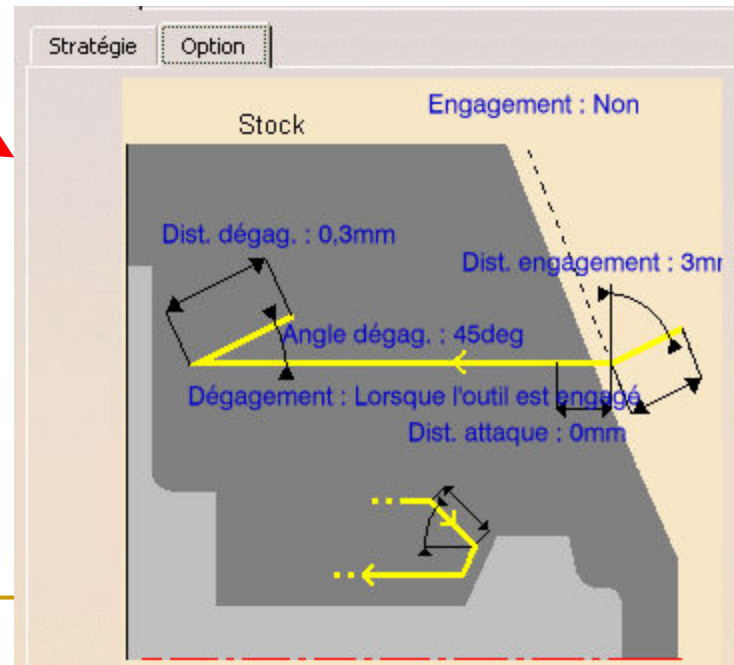 Stratégie Option
Engagement : Non
Stock
Dist. dégag. : 0,3mm
Dist. engagement : 3mm
Angle dégag. : 45deg
Dégagement : Lorsque l'outil est engagé
Dist. attaque : 0mm